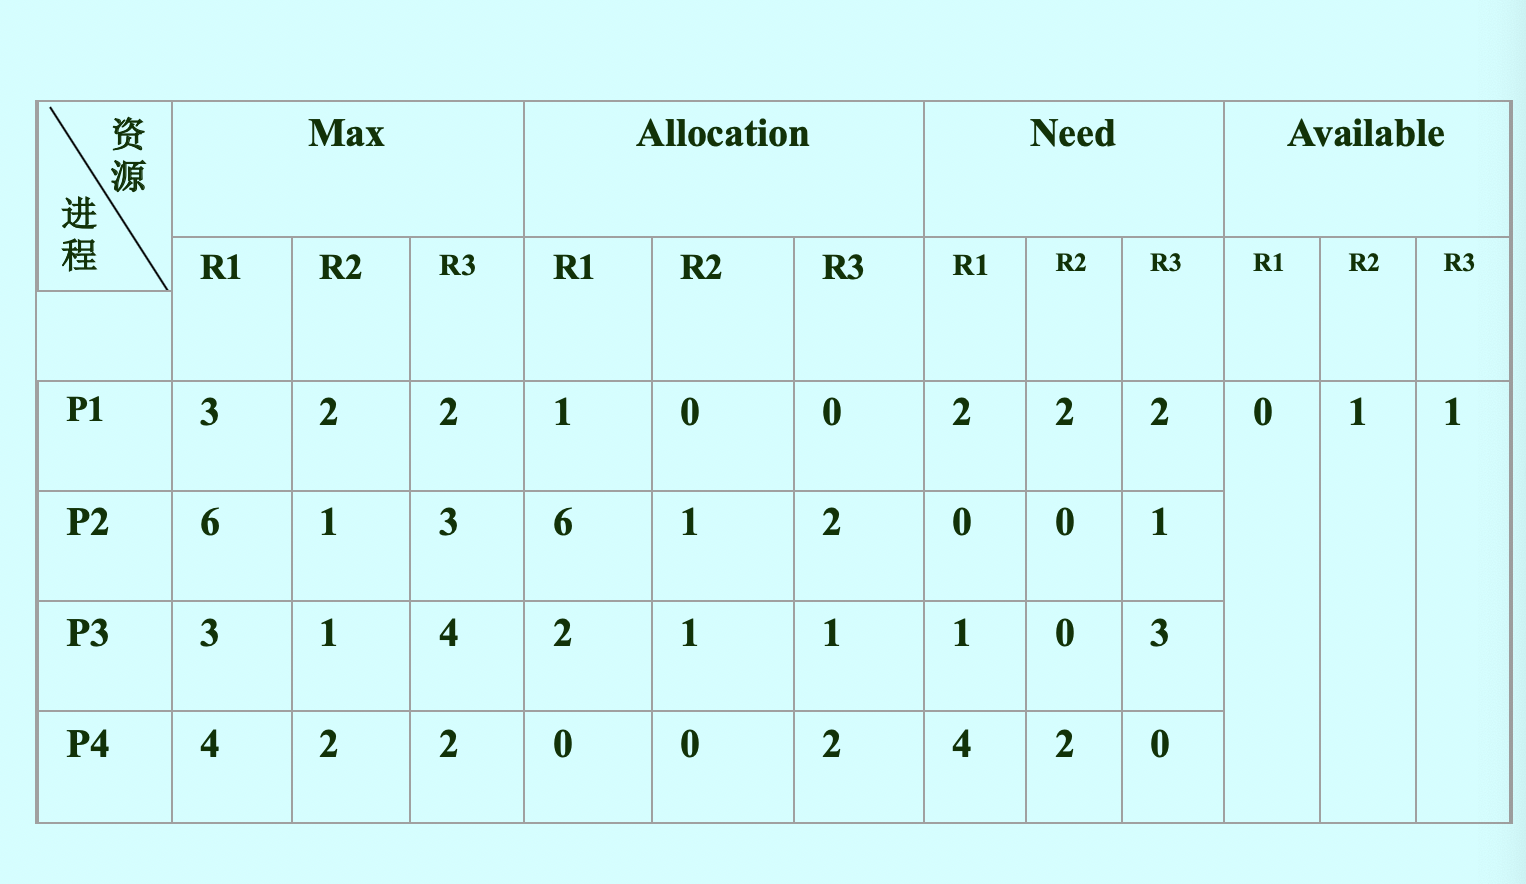 资源
进程
Max Allocation Need Available
R1 R2 R3 R1 R2 R3 R1 R2 R3 R1 R2 R3
P1 3 2 2 1 0 0 2 2 2 0 1 1
P2 6 1 3 6 1 2 0 0 1
P3 3 1 4 2 1 1 1 0 3
P4 4 2 2 0 0 2 4 2 0